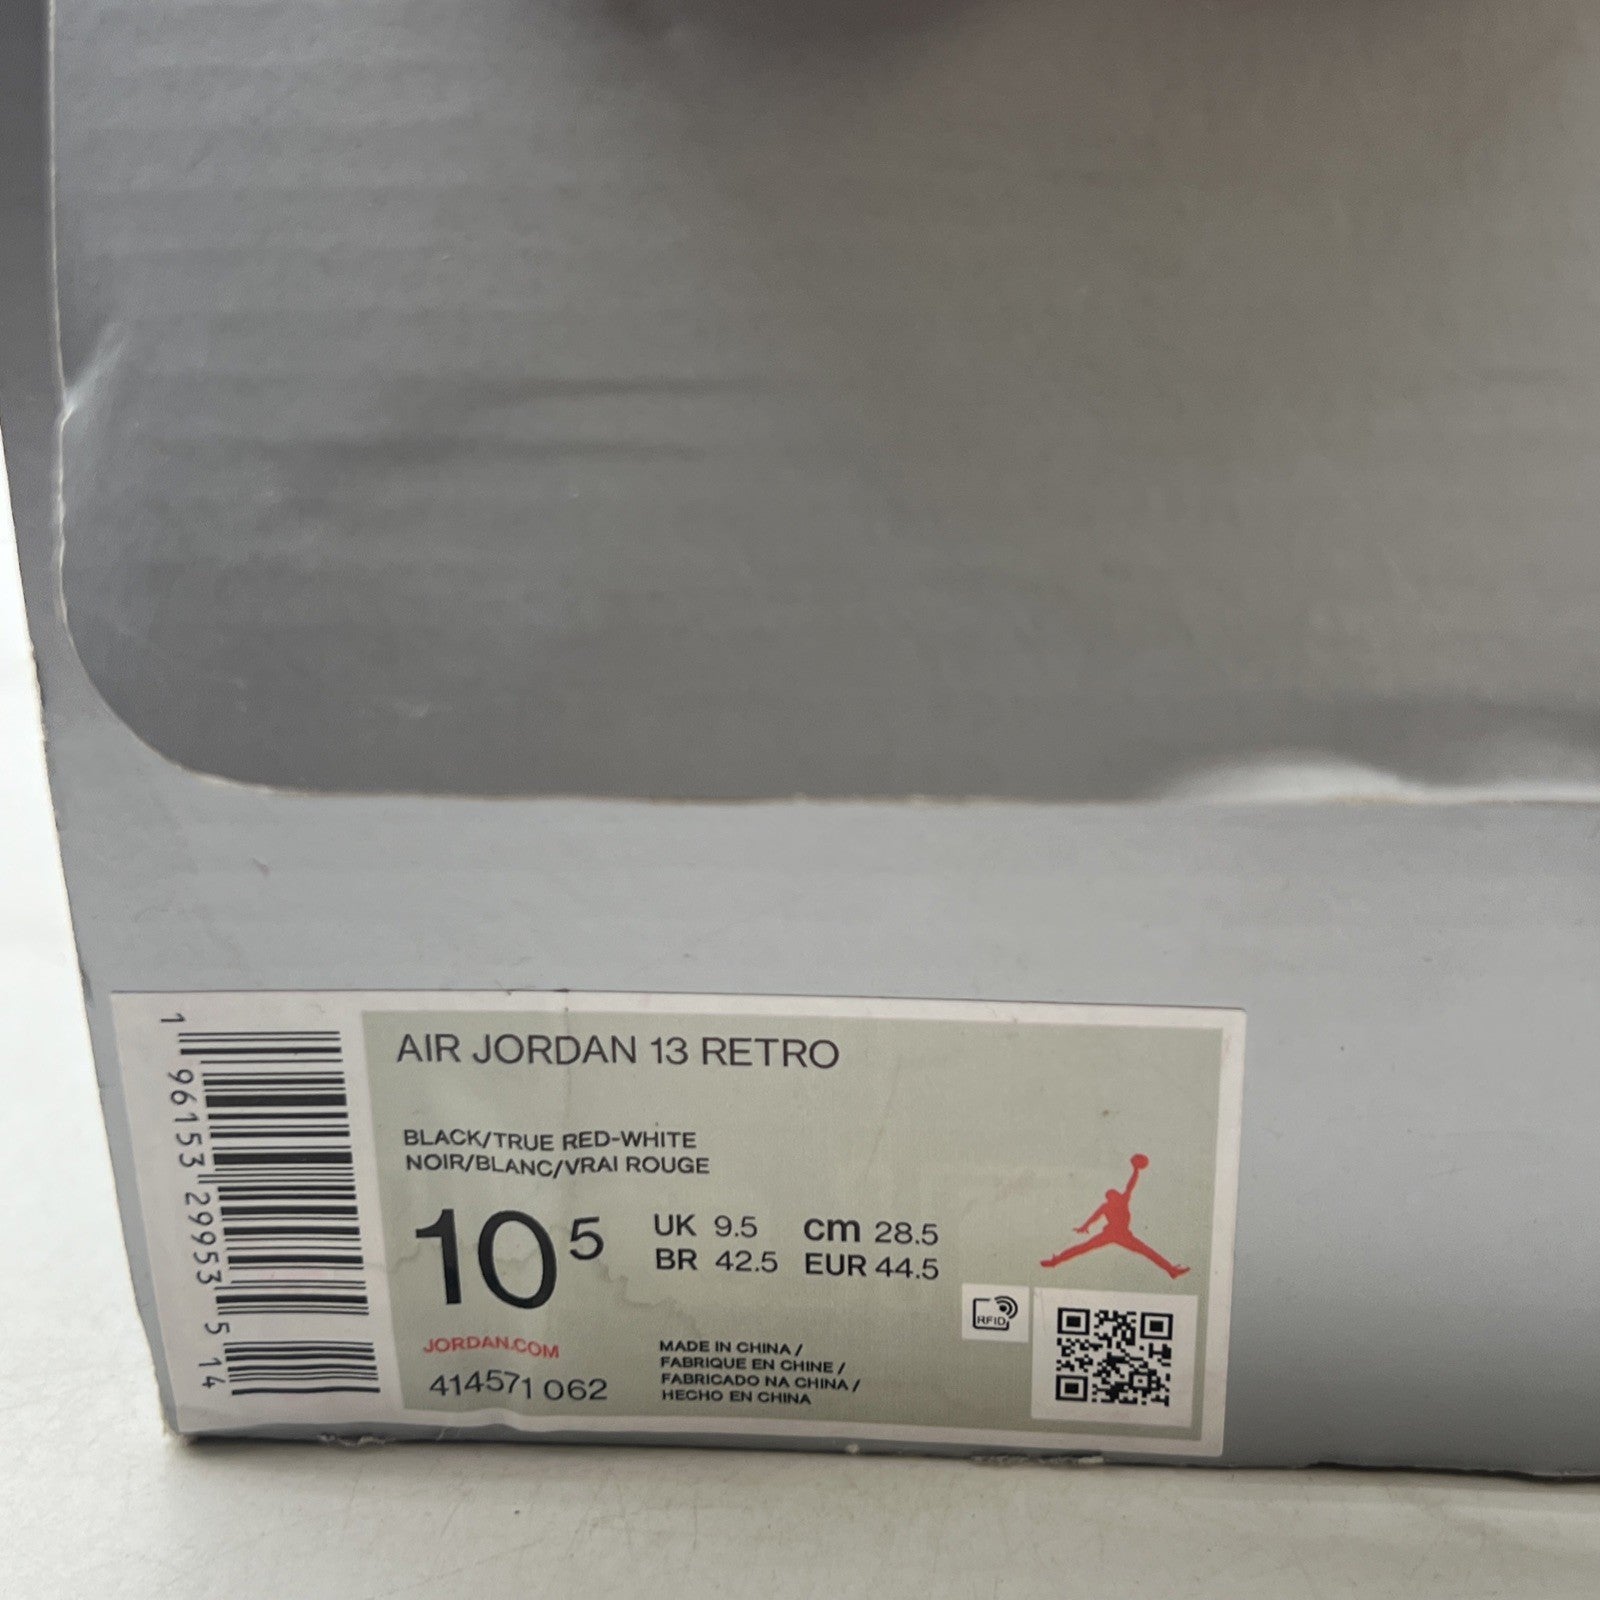 AIR JORDAN 13 RETRO
BLACK/TRUE RED-WHITE
NOIR/BLANC/VRAI ROUGE
10 5
UK 9.5 cm 28.5
BR 42.5 EUR 44.5
JORDAN.COM
414571 062
MADE IN CHINA /
FABRIQUE EN CHINE /
FABRICADO NA CHINA /
HECHO EN CHINA
RFID
1 96153 29953 5 14